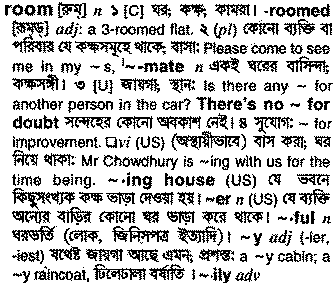 room [রুম্] n ১ [C] ঘর; কক্ষ; কামরা। -roomed
[রুমড্] adj: a 3-roomed flat. ২ (pl) কোনো ব্যক্তি বা
পরিবার যে কক্ষসমূহে থাকে; বাসা: Please come to see
me in my ~s, ⃓~-mate n একই ঘরের বাসিন্দা;
কক্ষসঙ্গী। ৩ [U] জায়গা; স্থান: Is there any ~ for
another person in the car? There's no ~ for
doubt সন্দেহের কোনো অবকাশ নেই। ৪ সুযোগ: ~ for
improvement. □vi (US) (অস্থায়ীভাবে) বাস করা; ঘর
নিয়ে থাকা: Mr Chowdhury is ~ing with us for the
time being. ~·ing house (US) যে ভবনে
কিছুসংখ্যক কক্ষ ভাড়া দেওয়া হয়। ~er n (US) যে ব্যক্তি
অন্যের বাড়ির কোনো ঘর ভাড়া করে থাকে। ~·ful n
ঘরভর্তি (লোক, জিনিসপত্র ইত্যাদি)। ~y adj (-ier,
-iest) যথেষ্ট জায়গা আছে এমন; প্রশস্ত: a ~y cabin; a
~y raincoat, ঢিলেঢালা বর্ষাতি। ~·ily adv